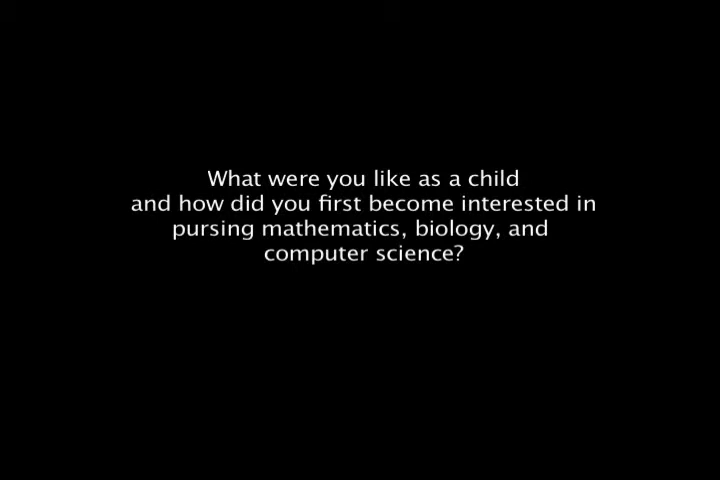 What were you like as a child
and how did you first become interested in
pursing mathematics, biology, and
computer science?